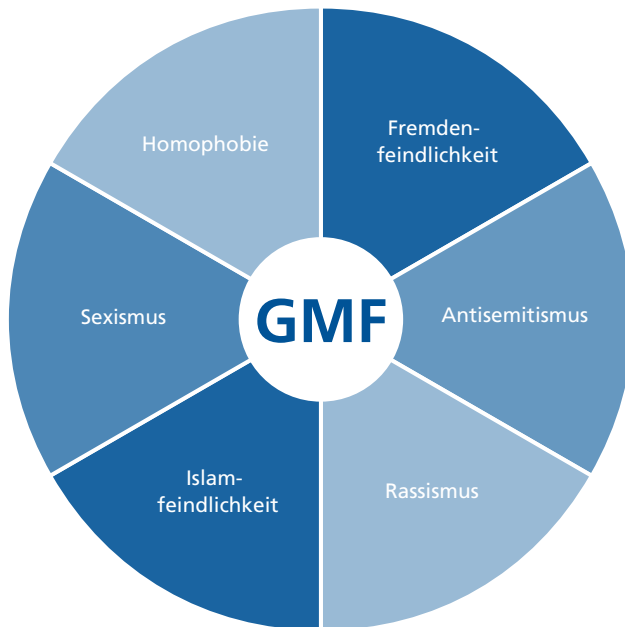 Homophobie
Fremden-
feindlichkeit
Sexismus
GMF
Antisemitismus
Islam-
feindlichkeit
Rassismus